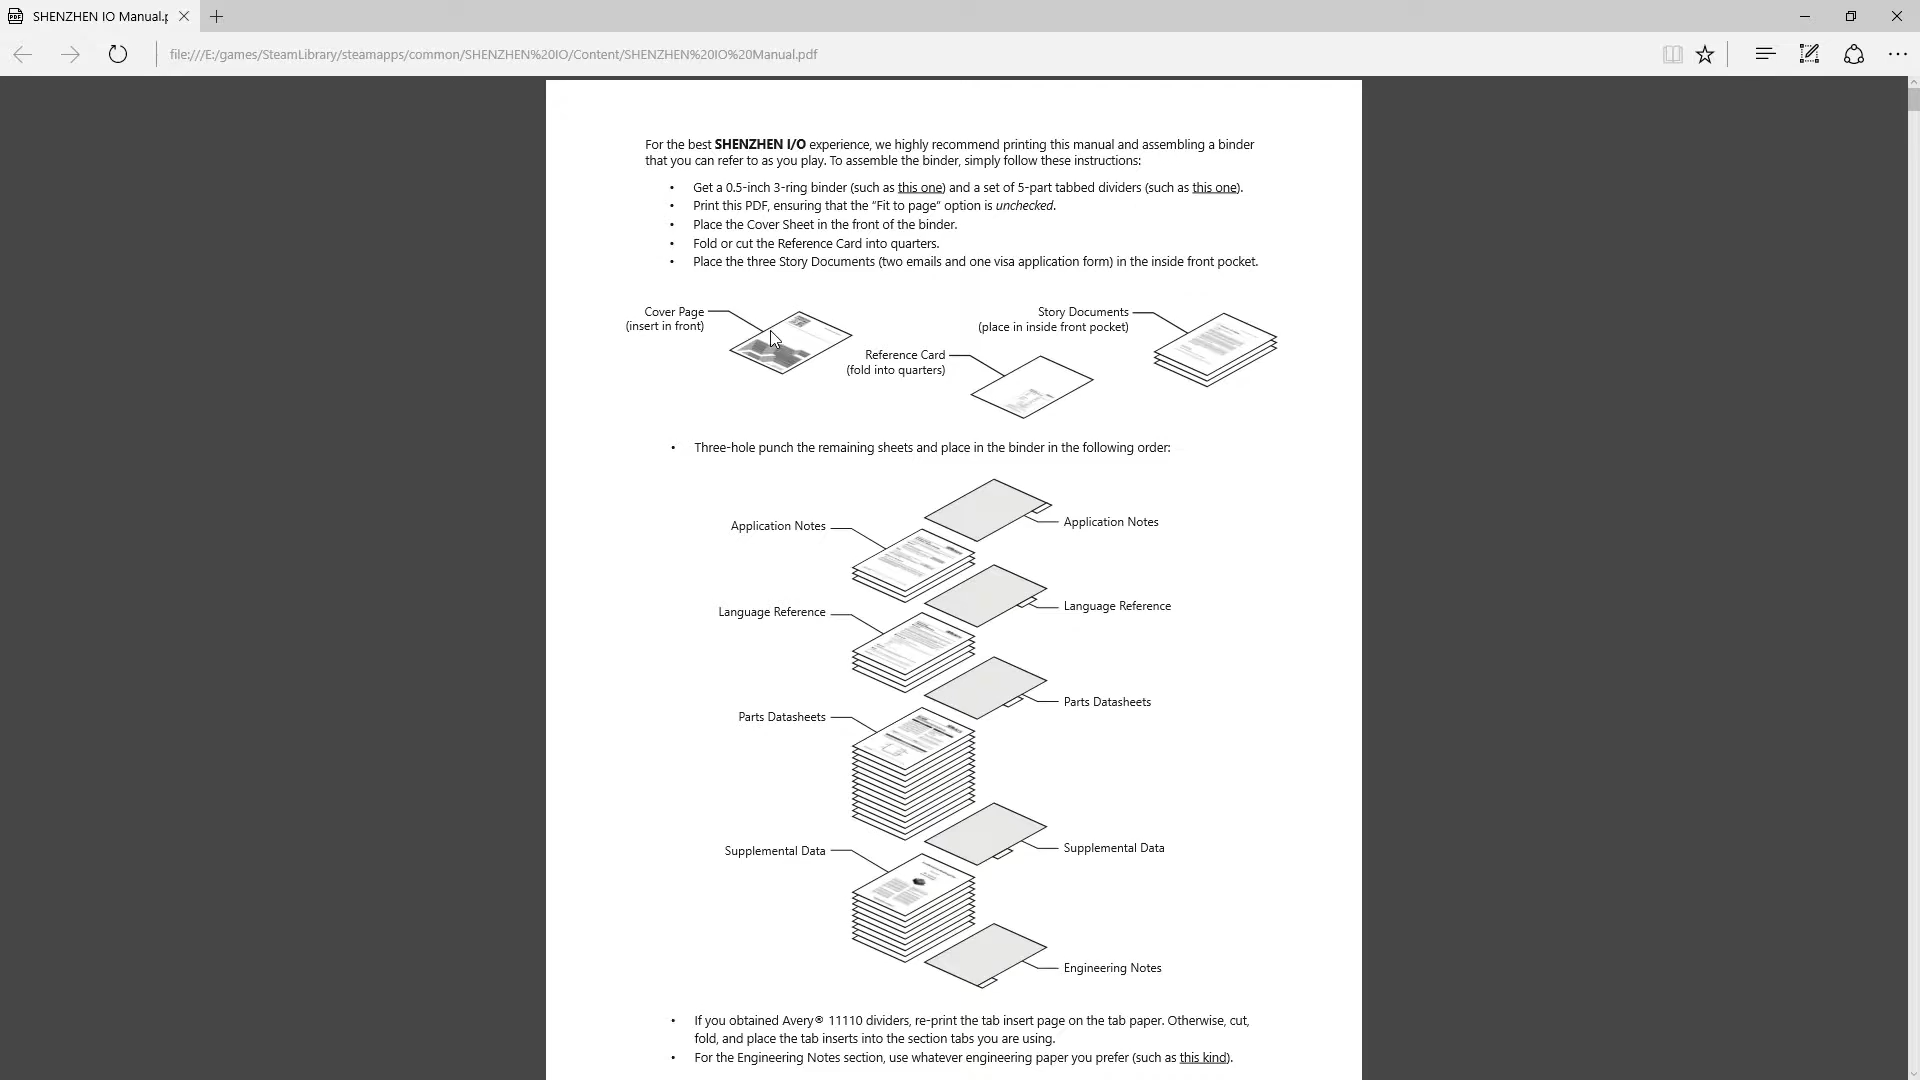 SHENZHEN IO Manual.p
file:///E:/games/SteamLibrary/steamapps/common/SHENZHEN%20IO/Content/SHENZHEN%20IO%20Manual.pdf
For the best SHENZHEN I/O experience, we highly recommend printing this manual and assembling a binder
that you can refer to as you play. To assemble the binder, simply follow these instructions:
• Get a 0.5-inch 3-ring binder (such as this one) and a set of 5-part tabbed dividers (such as this one).
• Print this PDF, ensuring that the “Fit to page” option is unchecked.
• Place the Cover Sheet in the front of the binder.
• Fold or cut the Reference Card into quarters.
• Place the three Story Documents (two emails and one visa application form) in the inside front pocket.
Cover Page
(insert in front)
Story Documents
(place in inside front pocket)
Reference Card
(fold into quarters)
• Three-hole punch the remaining sheets and place in the binder in the following order:
Application Notes
Application Notes
Language Reference
Language Reference
Parts Datasheets
Parts Datasheets
Supplemental Data
Supplemental Data
Engineering Notes
• If you obtained Avery® 11110 dividers, re-print the tab insert page on the tab paper. Otherwise, cut,
fold, and place the tab inserts into the section tabs you are using.
• For the Engineering Notes section, use whatever engineering paper you prefer (such as this kind).